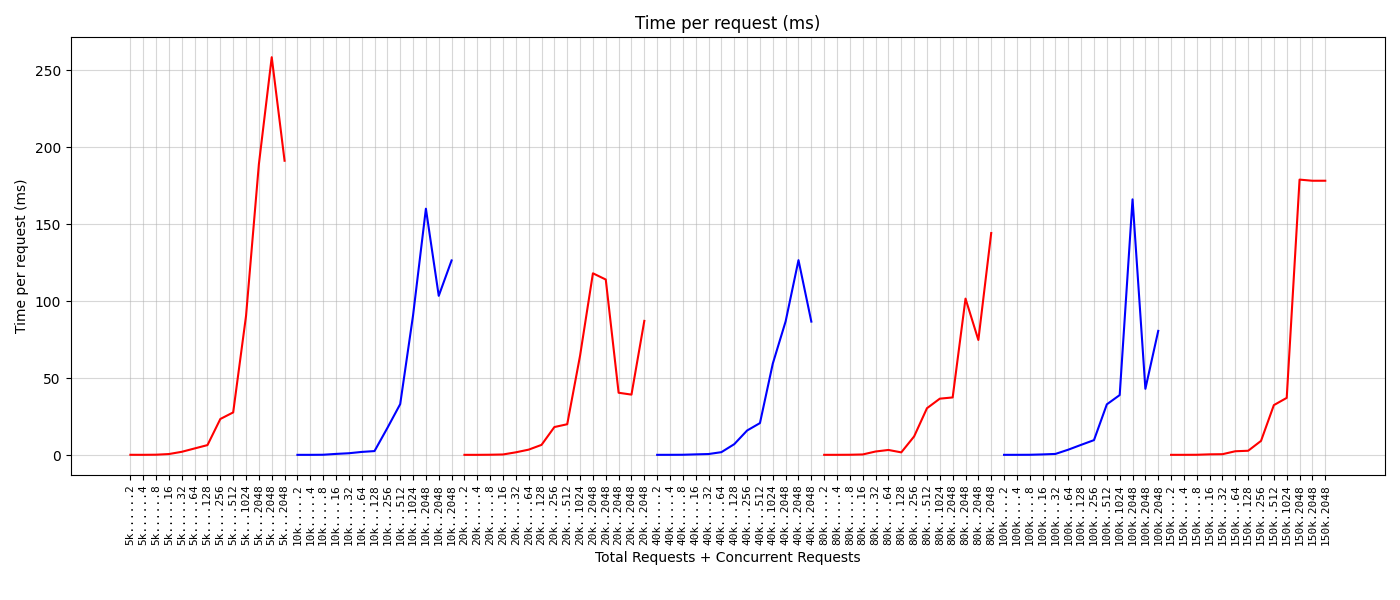 Time per request (ms)
Time per request (ms)
250
200
150
100
50
0
5k......2
5k......4
5k......8
5k.....16
5k.....32
5k.....64
5k....128
5k....256
5k....512
5k...1024
5k...2048
5k...2048
5k...2048
10k.....2
10k.....4
10k.....8
10k....16
10k....32
10k....64
10k...128
10k...256
10k...512
10k..1024
10k..2048
10k..2048
10k..2048
20k.....2
20k.....4
20k.....8
20k....16
20k....32
20k....64
20k...128
20k...256
20k...512
20k..1024
20k..2048
20k..2048
20k..2048
20k..2048
20k..2048
40k.....2
40k.....4
40k.....8
40k....16
40k....32
40k....64
40k...128
40k...256
40k...512
40k..1024
40k..2048
40k..2048
40k..2048
80k.....2
80k.....4
80k.....8
80k....16
80k....32
80k....64
80k...128
80k...256
80k...512
80k..1024
80k..2048
80k..2048
80k..2048
80k..2048
100k....2
100k....4
100k....8
100k...16
100k...32
100k...64
100k..128
100k..256
100k..512
100k.1024
100k.2048
100k.2048
100k.2048
150k....2
150k....4
150k....8
150k...16
150k...32
150k...64
150k..128
150k..256
150k..512
150k.1024
150k.2048
150k.2048
150k.2048
Total Requests + Concurrent Requests